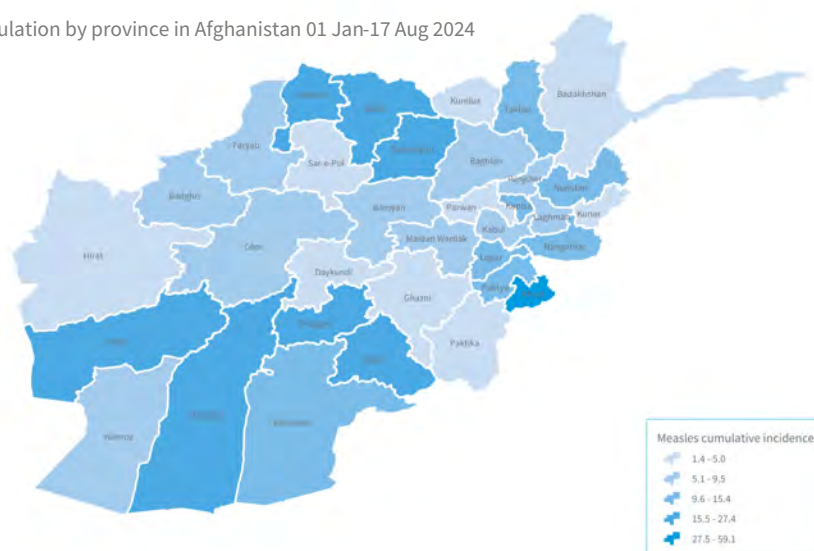 ulation by province in Afghanistan 01 Jan-17 Aug 2024
Badakhshan
Kunduz
Takhar
Faryab
Sar-e-Pul
Baghlan
Panjsher
Nuristan
Badghis
Bamyan
Parwan
Kapisa
Laghman
Kunar
Kabul
Ghor
Maidan Wardak
Nangarhar
Hirat
Logar
Daykundi
Paktya
Ghazni
Paktika
Nimroz
Measles cumulative incidence
1.4 - 5.0
5.1 - 9.5
9.6 - 15.4
15.5 - 27.4
27.5 - 59.1